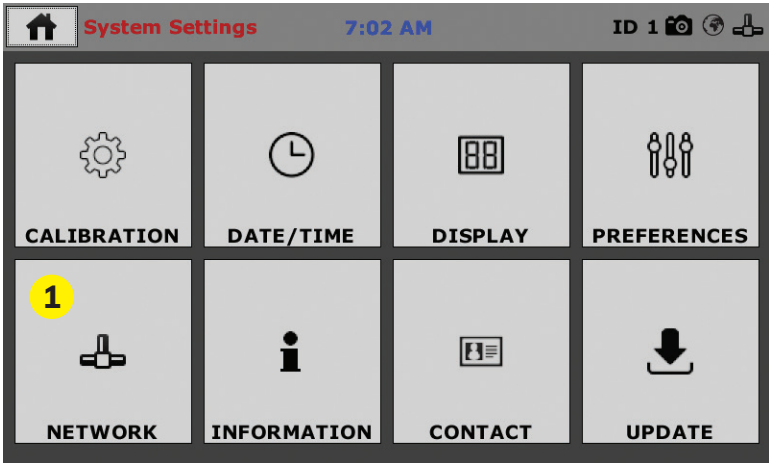 System Settings 7:02 AM ID 1
CALIBRATION DATE/TIME DISPLAY PREFERENCES
1
NETWORK INFORMATION CONTACT UPDATE